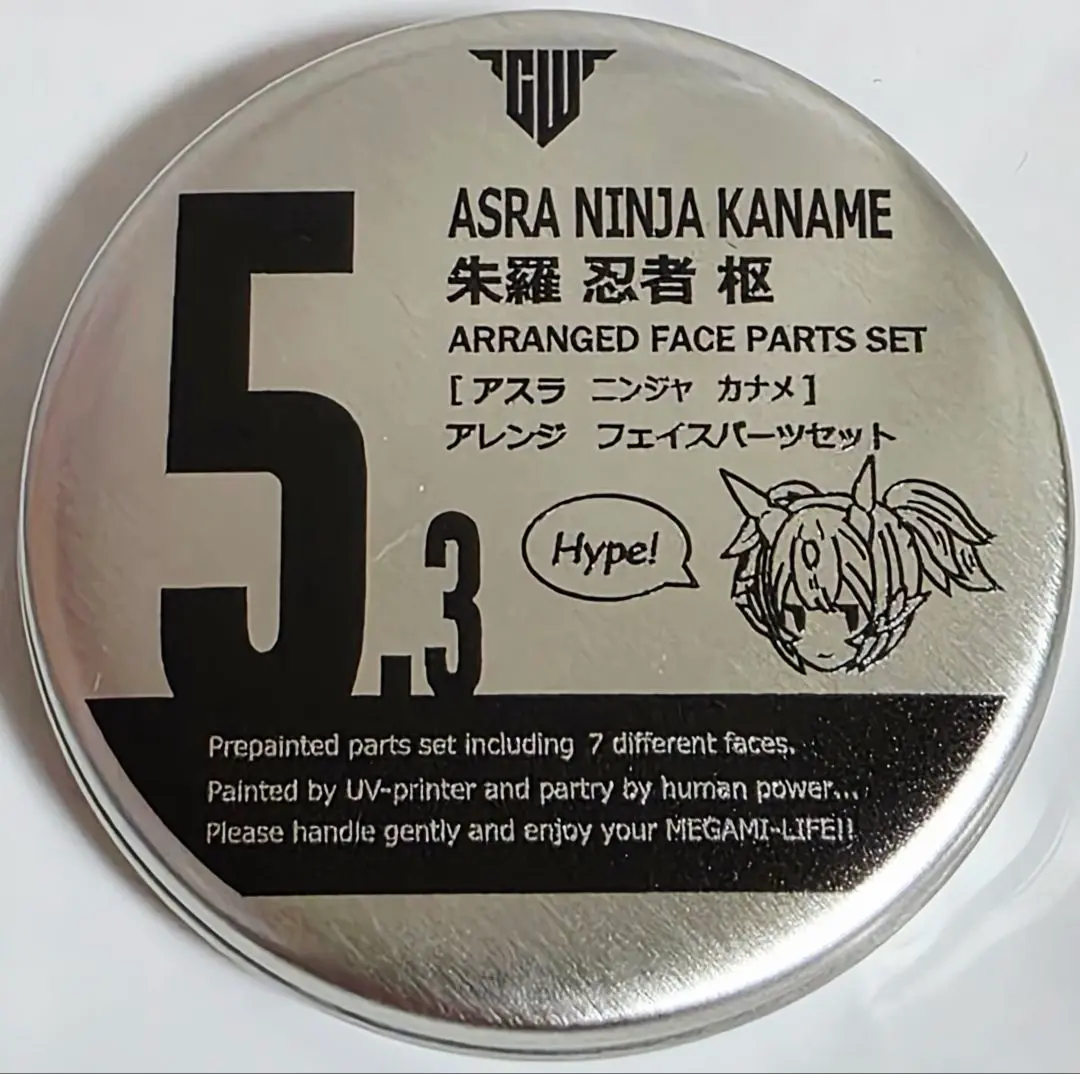 GW
5.3
ASRA NINJA KANAME
朱羅 忍者 枢
ARRANGED FACE PARTS SET
[アスラ ニンジャ カナメ]
アレンジ フェイスパーツセット
Hype!
Prepainted parts set including 7 different faces.
Painted by UV-printer and partry by human power...
Please handle gently and enjoy your MEGAMI-LIFE!!